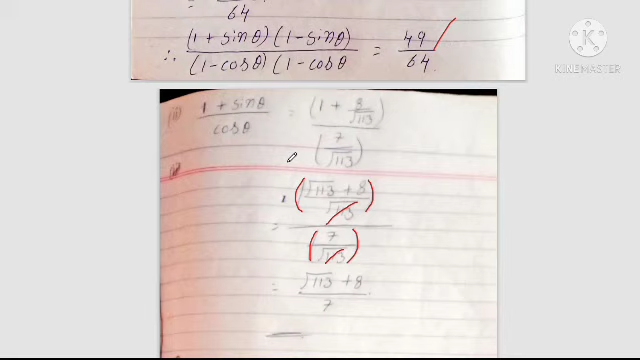 = ― 64
∴ (1 + sinθ) (1 - sinθ) / (1 - cosθ) (1 - cosθ = 49 / 64
KINEMASTER
(ii) 1 + sinθ / cosθ = (1 + 8/√113) / (7/√113)
= (√113 + 8 / √113) / (7 / √113)
= √113 + 8 / 7